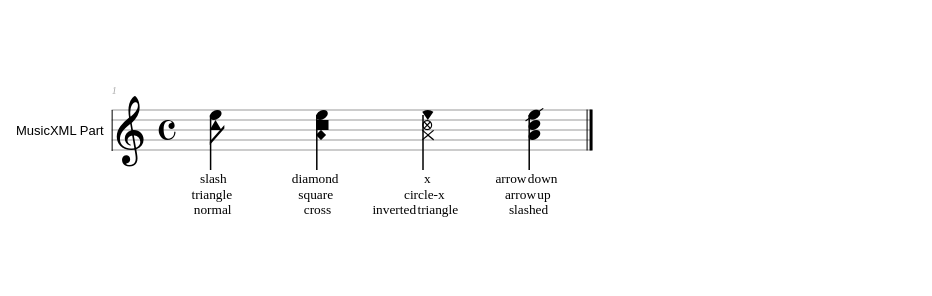 1
MusicXML Part
slash diamond x arrow down
triangle square circle-x arrow up
normal cross inverted triangle slashed